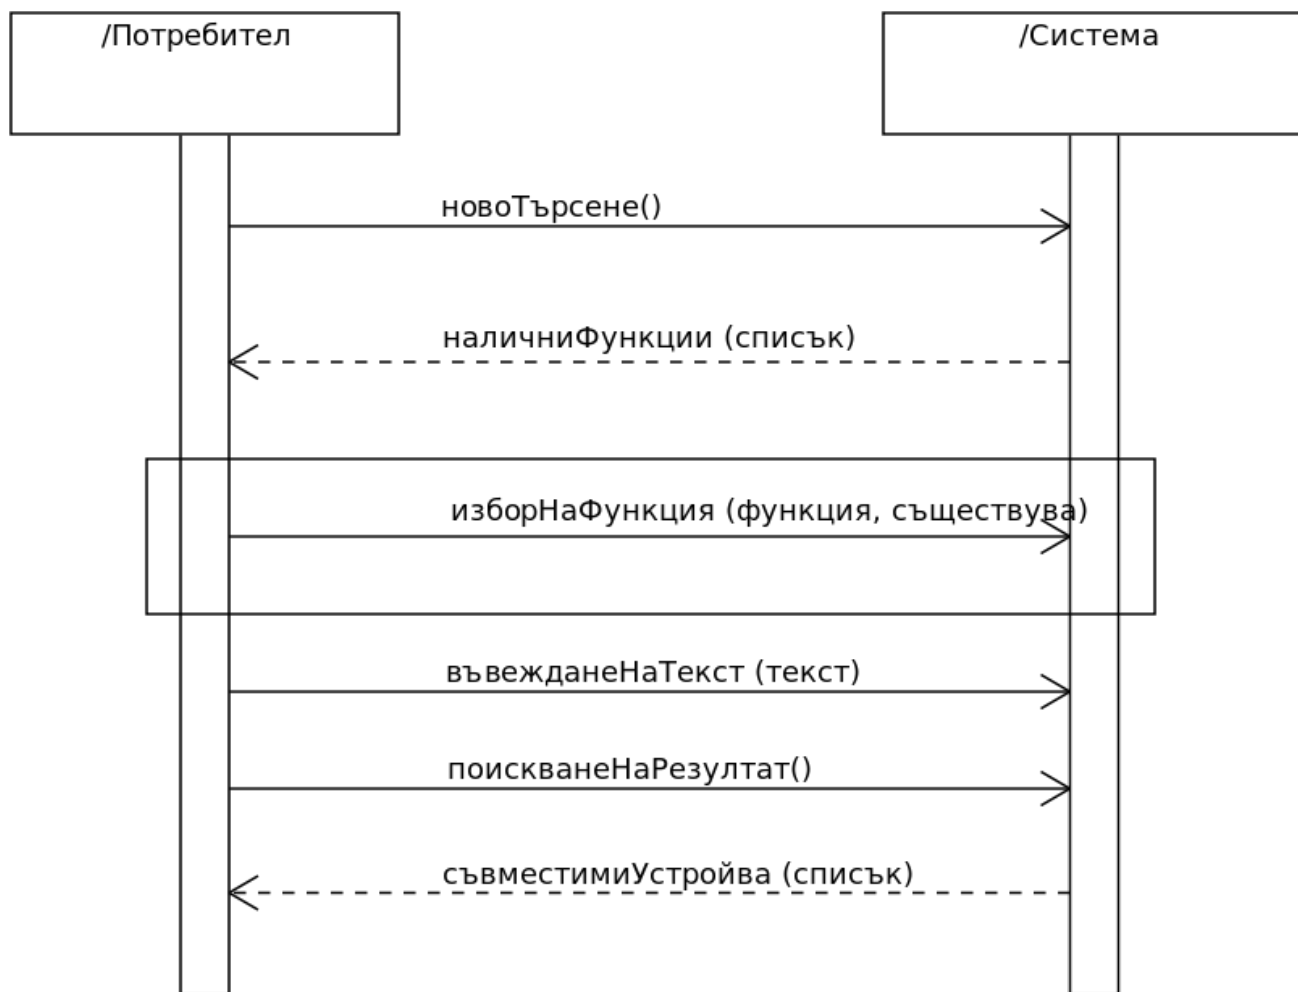 /Потребител
/Система
новоТърсене()
наличниФункции (списък)
изборНаФункция (функция, съществува)
въвежданеНаТекст (текст)
поискванеНаРезултат()
съвместимиУстройва (списък)